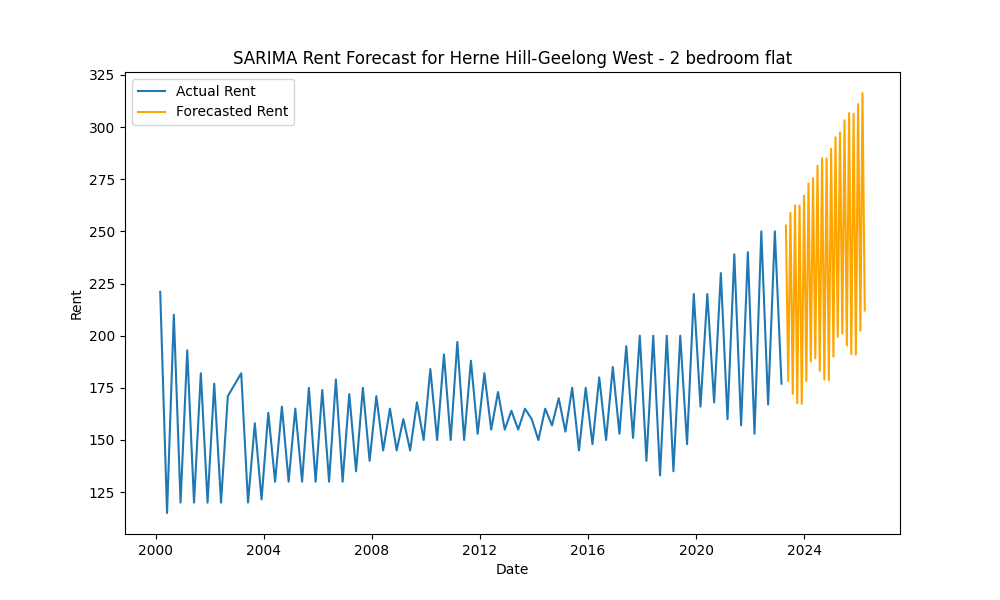 SARIMA Rent Forecast for Herne Hill-Geelong West - 2 bedroom flat
Actual Rent
Forecasted Rent
325
300
275
250
225
200
175
150
125
Rent
2000 2004 2008 2012 2016 2020 2024
Date